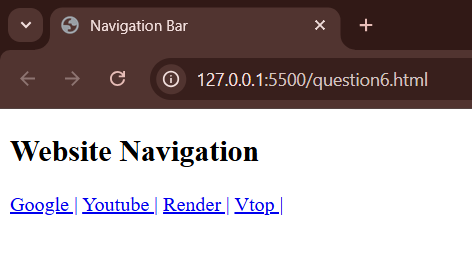 Navigation Bar
127.0.0.1:5500/question6.html
Website Navigation
Google | Youtube | Render | Vtop |